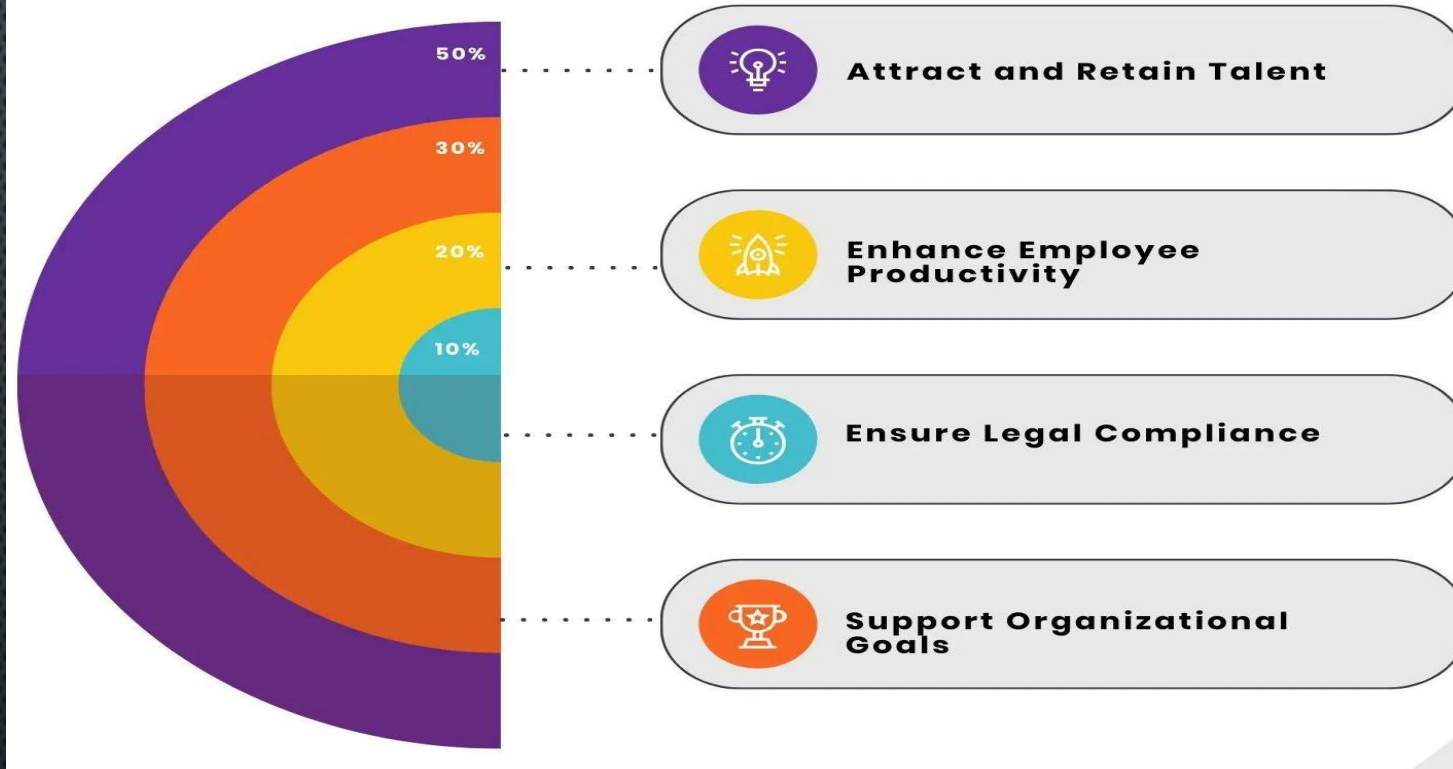 50%
30%
20%
10%
Attract and Retain Talent
Enhance Employee
Productivity
Ensure Legal Compliance
Support Organizational
Goals